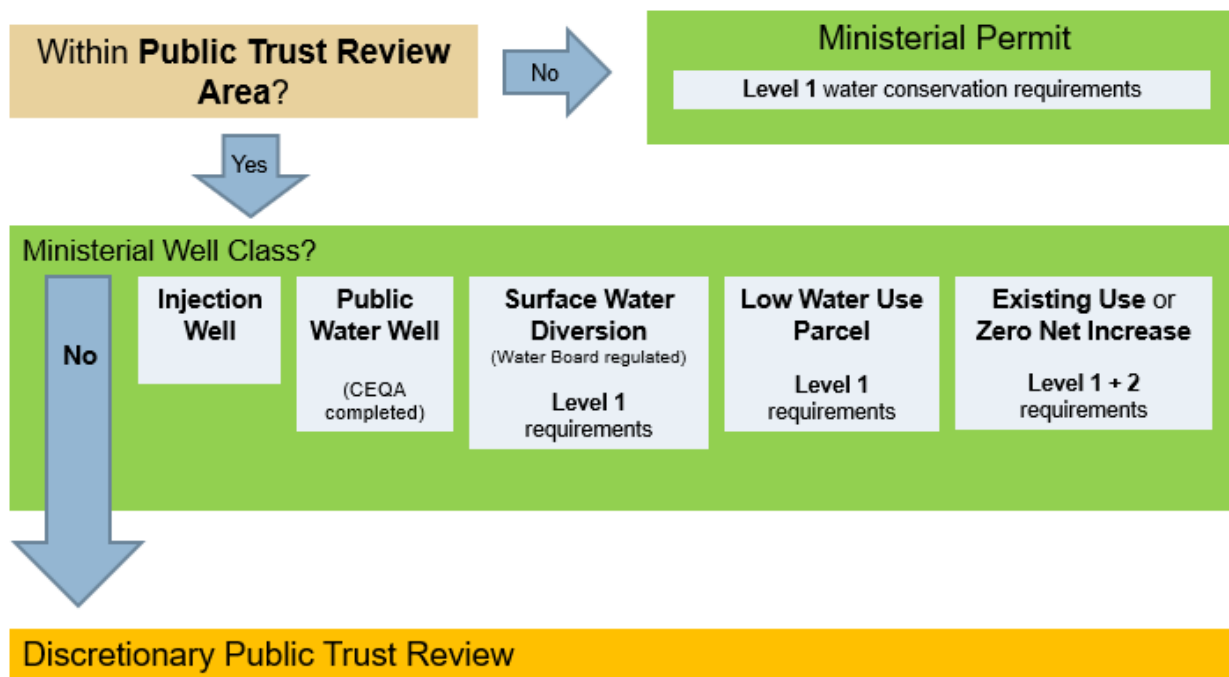 Within Public Trust Review
Area?
No
Ministerial Permit
Level 1 water conservation requirements
Yes
Ministerial Well Class?
No
Injection
Well
Public
Water Well
(CEQA
completed)
Surface Water
Diversion
(Water Board regulated)
Level 1
requirements
Low Water Use
Parcel
Level 1
requirements
Existing Use or
Zero Net Increase
Level 1 + 2
requirements
Discretionary Public Trust Review